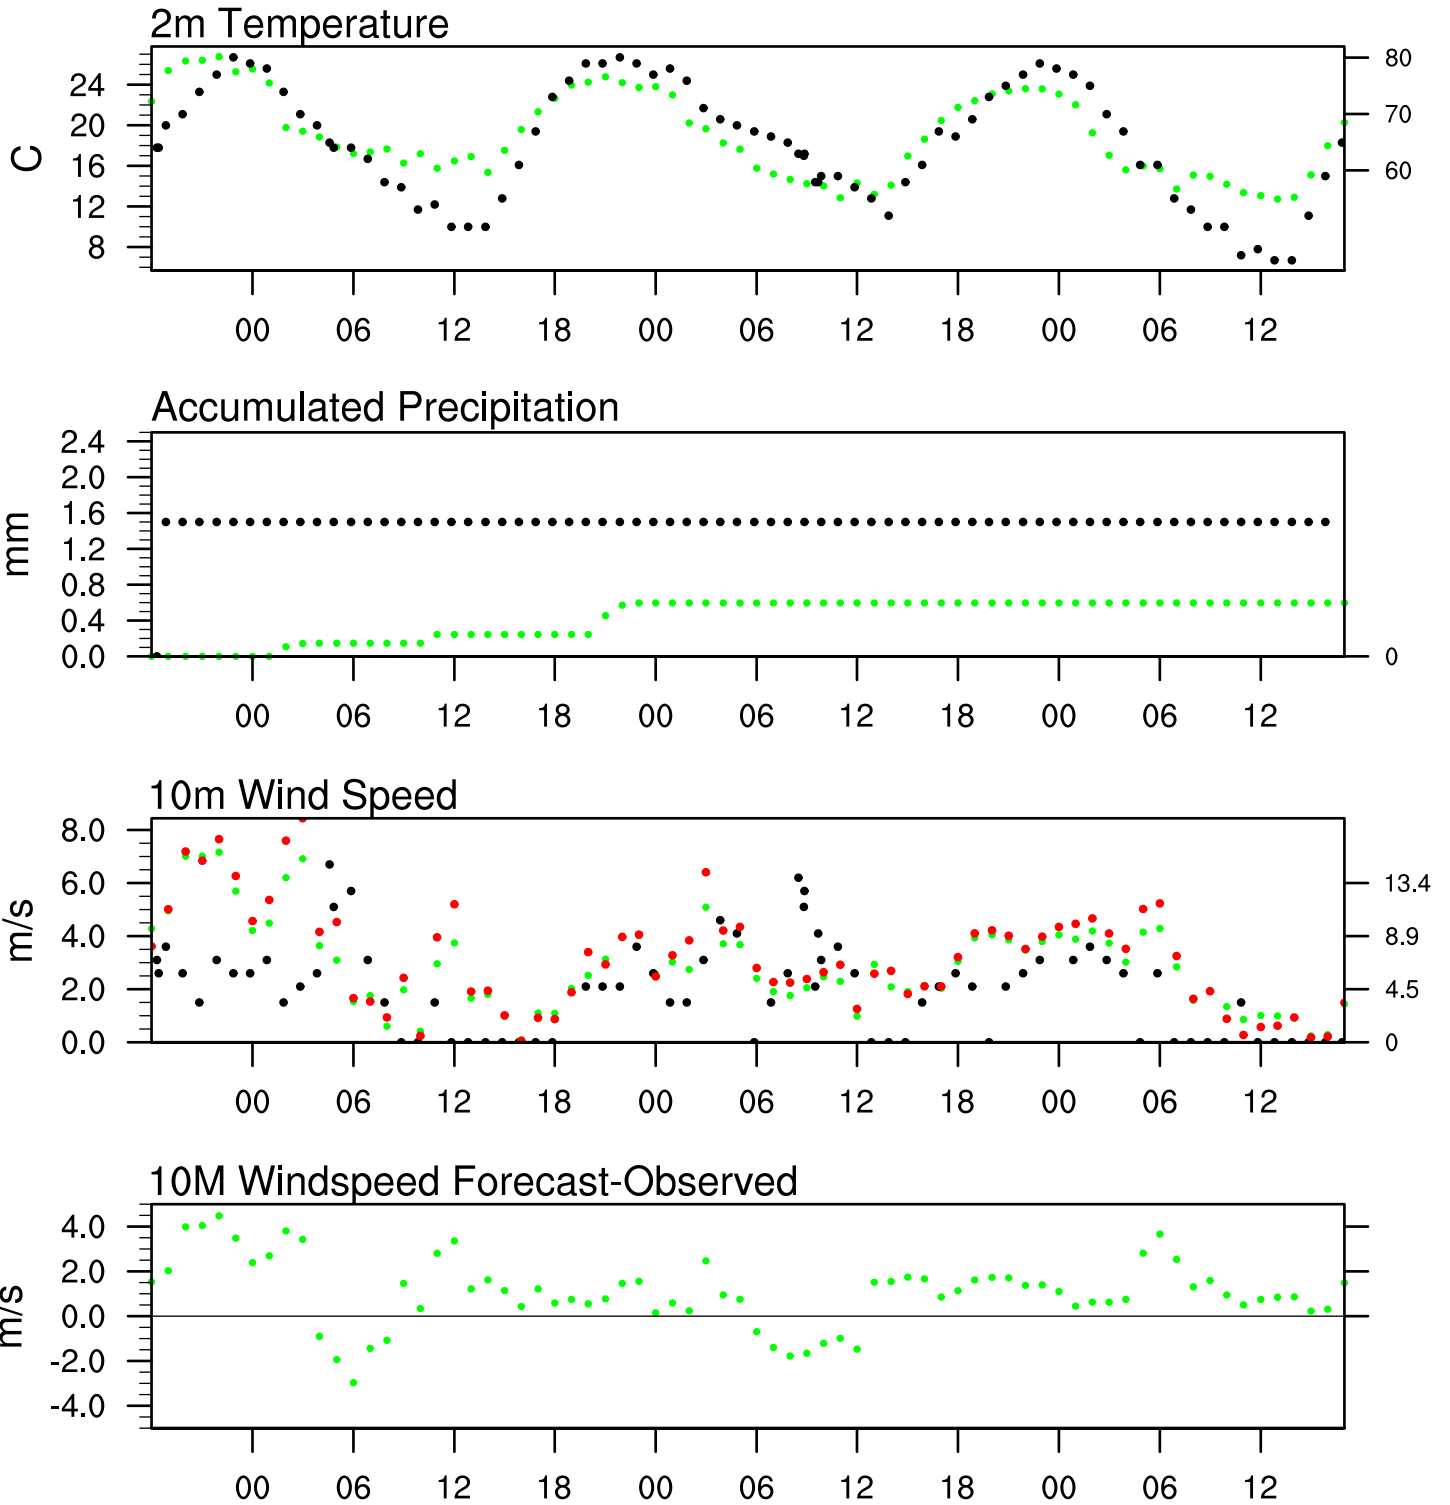 2m Temperature
C
24
20
16
12
8
80
70
60
00 06 12 18 00 06 12 18 00 06 12
Accumulated Precipitation
mm
2.4
2.0
1.6
1.2
0.8
0.4
0.0
0
00 06 12 18 00 06 12 18 00 06 12
10m Wind Speed
m/s
8.0
6.0
4.0
2.0
0.0
13.4
8.9
4.5
0
00 06 12 18 00 06 12 18 00 06 12
10M Windspeed Forecast-Observed
m/s
4.0
2.0
0.0
-2.0
-4.0
00 06 12 18 00 06 12 18 00 06 12